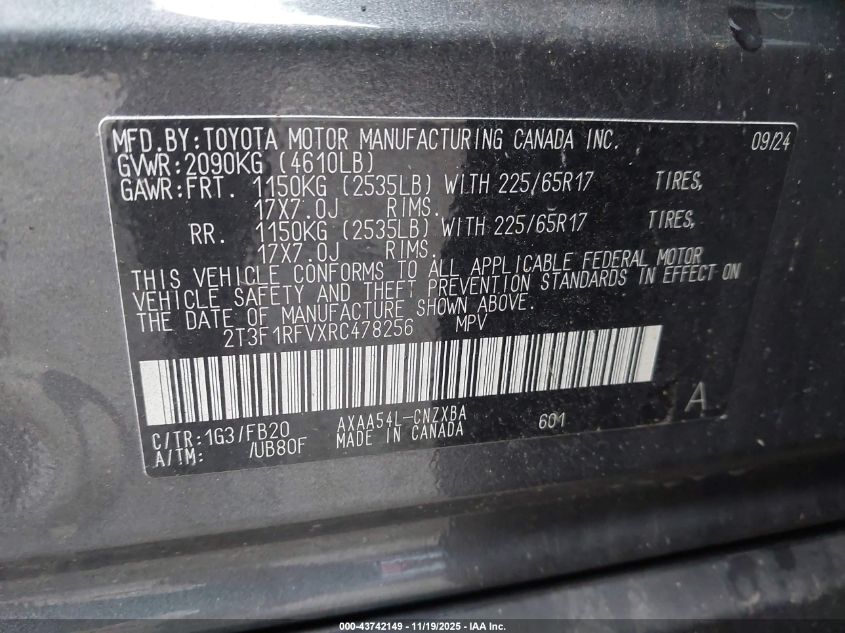 MFD.BY:TOYOTA MOTOR MANUFACTURING CANADA INC. 09/24
GVWR:2090KG (4610LB)
GAWR:FRT. 1150KG (2535LB) WITH 225/65R17 TIRES,
17X7.0J RIMS.
RR. 1150KG (2535LB) WITH 225/65R17 TIRES,
17X7.0J RIMS.
THIS VEHICLE CONFORMS TO ALL APPLICABLE FEDERAL MOTOR
VEHICLE SAFETY AND THEFT PREVENTION STANDARDS IN EFFECT ON
THE DATE OF MANUFACTURE SHOWN ABOVE.
2T3F1RFVXRC478256 MPV
C/TR:1G3/FB20 AXAA54L-CNZXBA 601 A
A/TM: /UB80F MADE IN CANADA
000-43742149 - 11/19/2025 - IAA Inc.